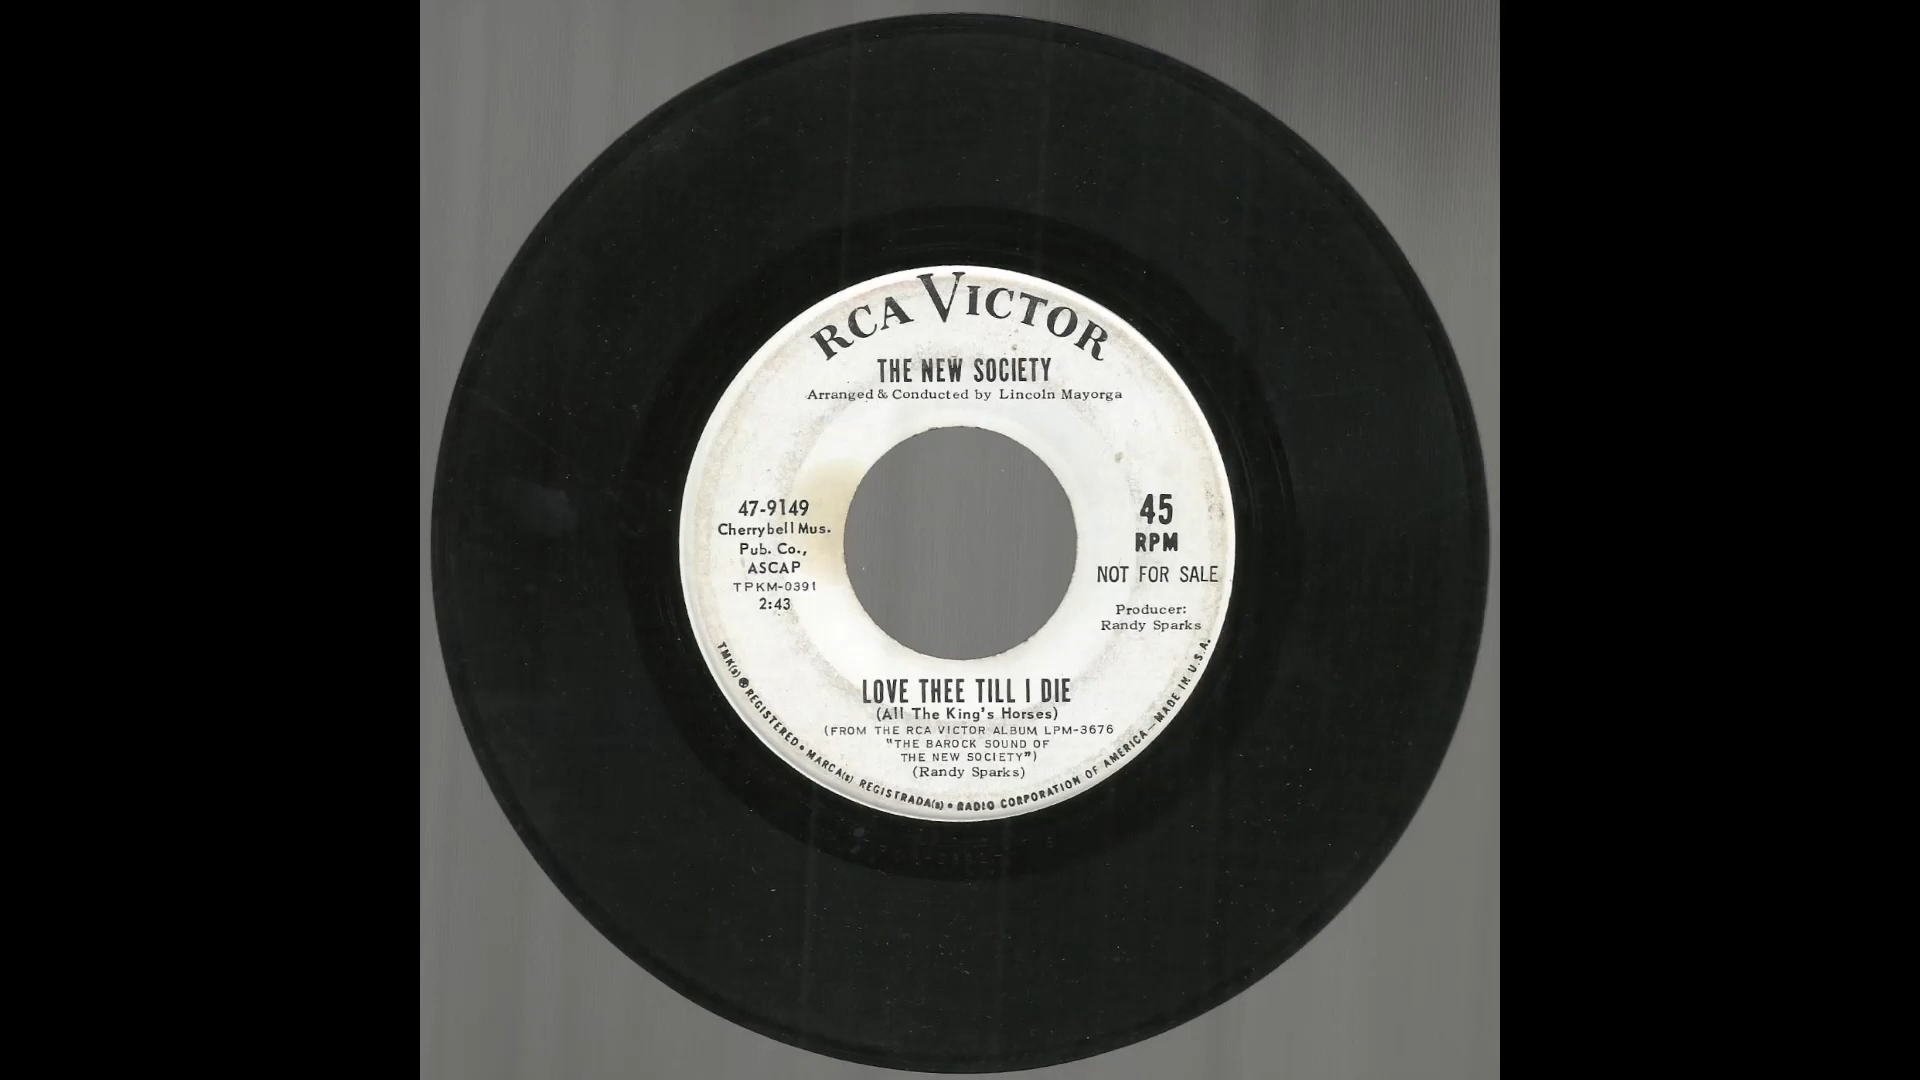 RCA VICTOR
THE NEW SOCIETY
Arranged & Conducted by Lincoln Mayorga
47-9149
Cherrybell Mus.
Pub. Co.,
ASCAP
TPKM-0391
2:43
45
RPM
NOT FOR SALE
Producer:
Randy Sparks
LOVE THEE TILL I DIE
(All The King's Horses)
(FROM THE RCA VICTOR ALBUM LPM-3676
"THE BAROCK SOUND OF
THE NEW SOCIETY")
(Randy Sparks)
TMK(s) ® REGISTERED • MARCA(s) REGISTRADA(s) • RADIO CORPORATION OF AMERICA—MADE IN U.S.A.